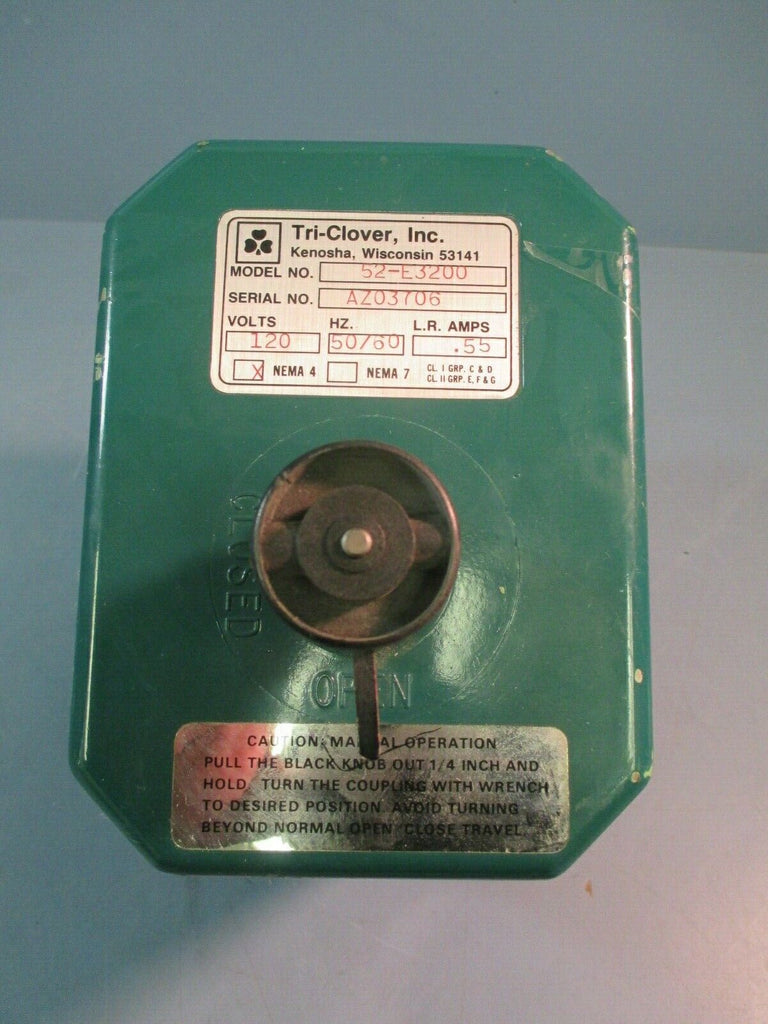 Tri-Clover, Inc.
Kenosha, Wisconsin 53141
MODEL NO. 52-E3200
SERIAL NO. AZ03706
VOLTS HZ. L.R. AMPS
120 50/60 .55
X NEMA 4 NEMA 7 CL. I GRP. C & D
CL. II GRP. E, F & G
CLOSED
OPEN
CAUTION: MANUAL OPERATION
PULL THE BLACK KNOB OUT 1/4 INCH AND
HOLD. TURN THE COUPLING WITH WRENCH
TO DESIRED POSITION. AVOID TURNING
BEYOND NORMAL OPEN CLOSE TRAVEL.